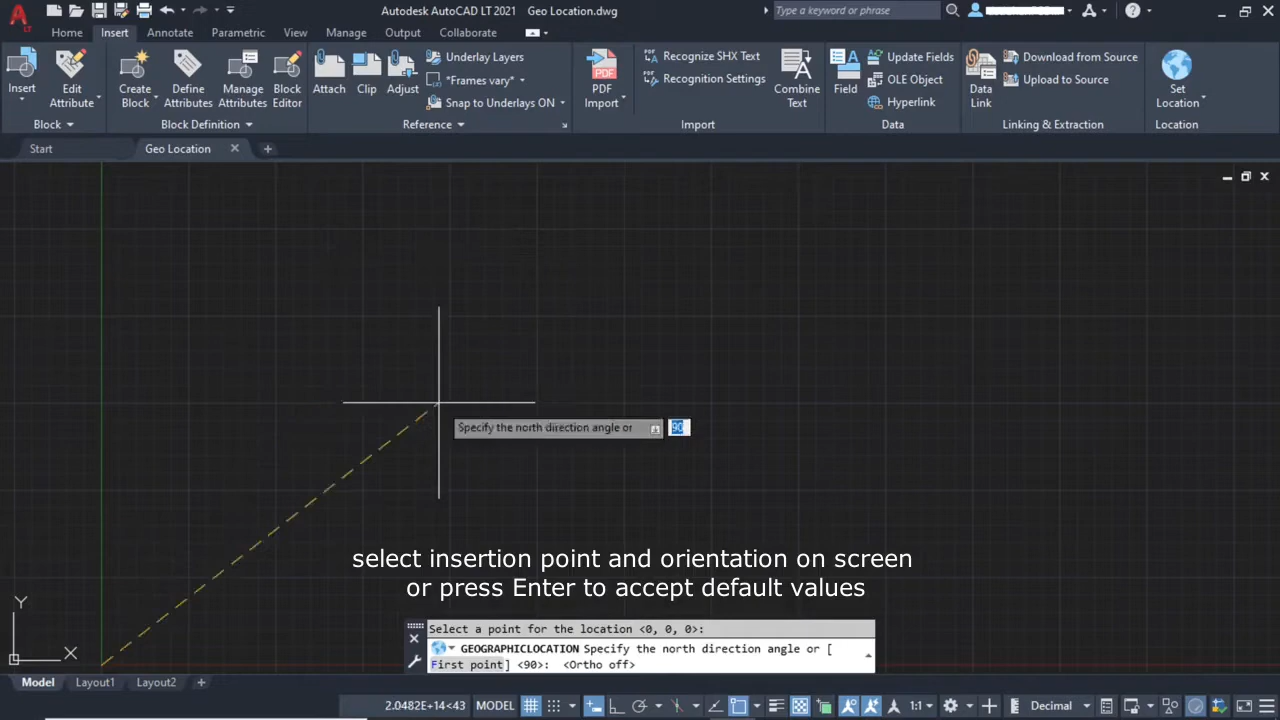 Autodesk AutoCAD LT 2021 Geo Location.dwg
Type a keyword or phrase
LT
Home Insert Annotate Parametric View Manage Output Collaborate
Insert
Edit Attribute
Create Block
Define Attributes
Manage Attributes
Block Editor
Attach
Clip
Adjust
Underlay Layers
*Frames vary*
Snap to Underlays ON
PDF
PDF Import
Recognize SHX Text
Recognition Settings
Combine Text
Field
Update Fields
OLE Object
Hyperlink
Data Link
Download from Source
Upload to Source
Set Location
Block Block Definition Reference Import Data Linking & Extraction Location
Start Geo Location
Specify the north direction angle or 90
select insertion point and orientation on screen
or press Enter to accept default values
Y
X
Select a point for the location <0, 0, 0>:
GEOGRAPHICLOCATION Specify the north direction angle or [
First point] <90>: <Ortho off>
Model Layout1 Layout2
2.0482E+14<43 MODEL 1:1 Decimal